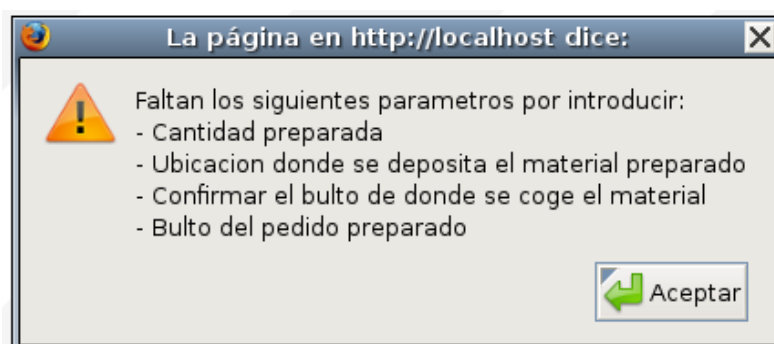 La página en http://localhost dice:
Faltan los siguientes parametros por introducir:
- Cantidad preparada
- Ubicacion donde se deposita el material preparado
- Confirmar el bulto de donde se coge el material
- Bulto del pedido preparado
Aceptar